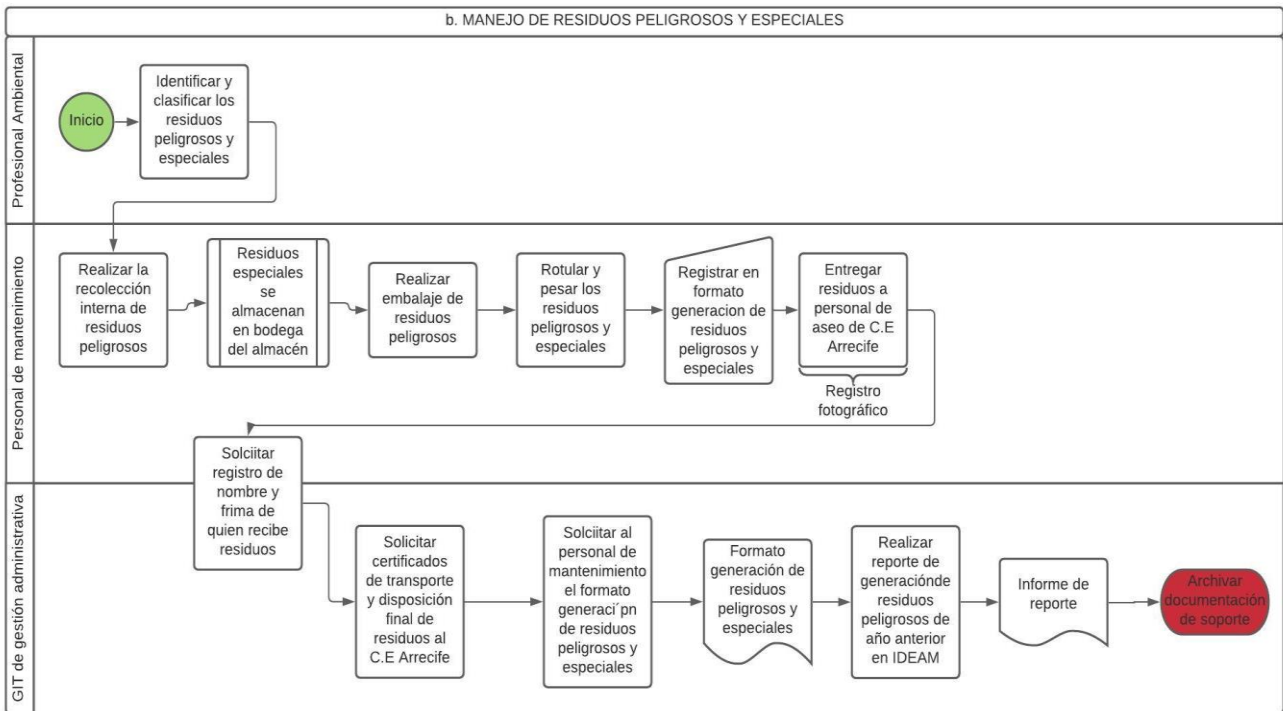 b. MANEJO DE RESIDUOS PELIGROSOS Y ESPECIALES
Profesional Ambiental
Inicio
Identificar y
clasificar los
residuos
peligrosos y
especiales
Personal de mantenimiento
Realizar la
recolección
interna de
residuos
peligrosos
Residuos
especiales
se
almacenan
en bodega
del almacén
Realizar
embalaje de
residuos
peligrosos
Rotular y
pesar los
residuos
peligrosos y
especiales
Registrar en
formato
generacion de
residuos
peligrosos y
especiales
Entregar
residuos a
personal de
aseo de C.E
Arrecife
Registro
fotográfico
Solciitar
registro de
nombre y
frima de
quien recibe
residuos
GIT de gestión administrativa
Solicitar
certificados
de transporte
y disposición
final de
residuos al
C.E Arrecife
Solciitar al
personal de
mantenimiento
el formato
generaci´pn
de residuos
peligrosos y
especiales
Formato
generación de
residuos
peligrosos y
especiales
Realizar
reporte de
generaciónde
residuos
peligrosos de
año anterior
en IDEAM
Informe de
reporte
Archivar
documentación
de soporte